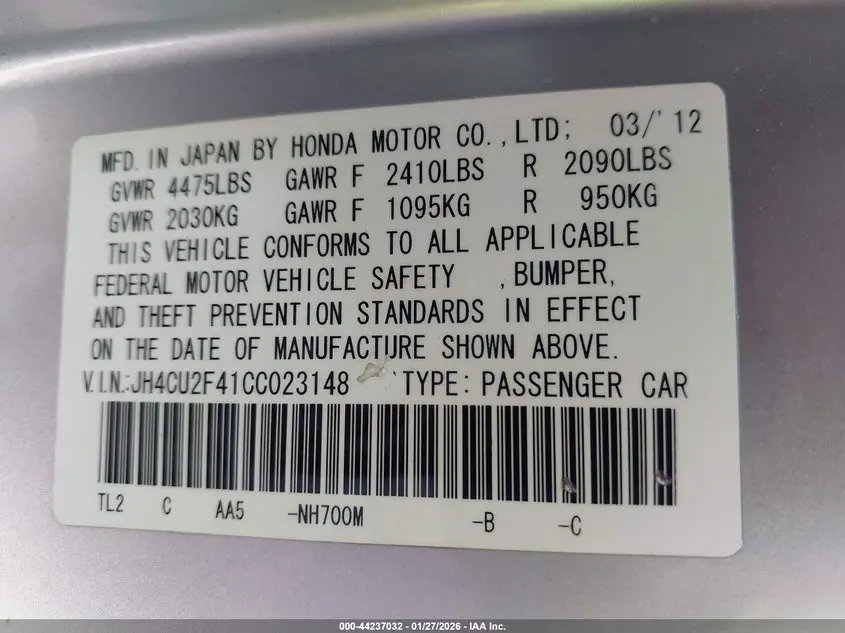 MFD. IN JAPAN BY HONDA MOTOR CO., LTD; 03/'12
GVWR 4475LBS GAWR F 2410LBS R 2090LBS
GVWR 2030KG GAWR F 1095KG R 950KG
THIS VEHICLE CONFORMS TO ALL APPLICABLE
FEDERAL MOTOR VEHICLE SAFETY , BUMPER,
AND THEFT PREVENTION STANDARDS IN EFFECT
ON THE DATE OF MANUFACTURE SHOWN ABOVE.
V.I.N.:JH4CU2F41CC023148 TYPE: PASSENGER CAR
TL2 C AA5 -NH700M -B -C
000-44237032 | 01/27/2026 - IAA Inc.